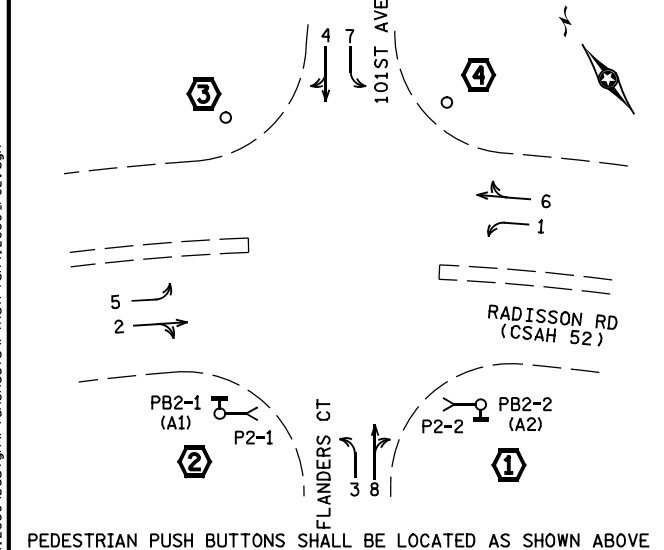 4 7
101ST AVE
3
4
6
1
5
2
RADISSON RD
(CSAH 52)
PB2-1
(A1)
P2-1
PB2-2
(A2)
P2-2
2
1
FLANDERS CT
3 8
PEDESTRIAN PUSH BUTTONS SHALL BE LOCATED AS SHOWN ABOVE